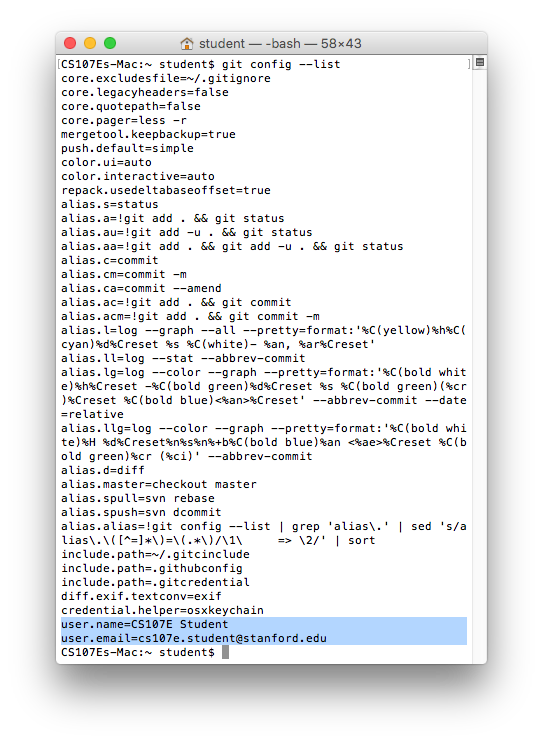 student — -bash — 58×43
[CS107Es-Mac:~ student$ git config --list ]
core.excludesfile=~/.gitignore
core.legacyheaders=false
core.quotepath=false
core.pager=less -r
mergetool.keepbackup=true
push.default=simple
color.ui=auto
color.interactive=auto
repack.usedeltabaseoffset=true
alias.s=status
alias.a=!git add . && git status
alias.au=!git add -u . && git status
alias.aa=!git add . && git add -u . && git status
alias.c=commit
alias.cm=commit -m
alias.ca=commit --amend
alias.ac=!git add . && git commit
alias.acm=!git add . && git commit -m
alias.l=log --graph --all --pretty=format:'%C(yellow)%h%C(
cyan)%d%Creset %s %C(white)- %an, %ar%Creset'
alias.ll=log --stat --abbrev-commit
alias.lg=log --color --graph --pretty=format:'%C(bold whit
e)%h%Creset -%C(bold green)%d%Creset %s %C(bold green)(%cr
)%Creset %C(bold blue)<%an>%Creset' --abbrev-commit --date
=relative
alias.llg=log --color --graph --pretty=format:'%C(bold whi
te)%H %d%Creset%n%s%n%+b%C(bold blue)%an <%ae>%Creset %C(b
old green)%cr (%ci)' --abbrev-commit
alias.d=diff
alias.master=checkout master
alias.spull=svn rebase
alias.spush=svn dcommit
alias.alias=!git config --list | grep 'alias\.' | sed 's/a
lias\.\([^=]*\)=\(.*\)/\1\     => \2/' | sort
include.path=~/.gitcinclude
include.path=.githubconfig
include.path=.gitcredential
diff.exif.textconv=exif
credential.helper=osxkeychain
user.name=CS107E Student
user.email=cs107e.student@stanford.edu
CS107Es-Mac:~ student$